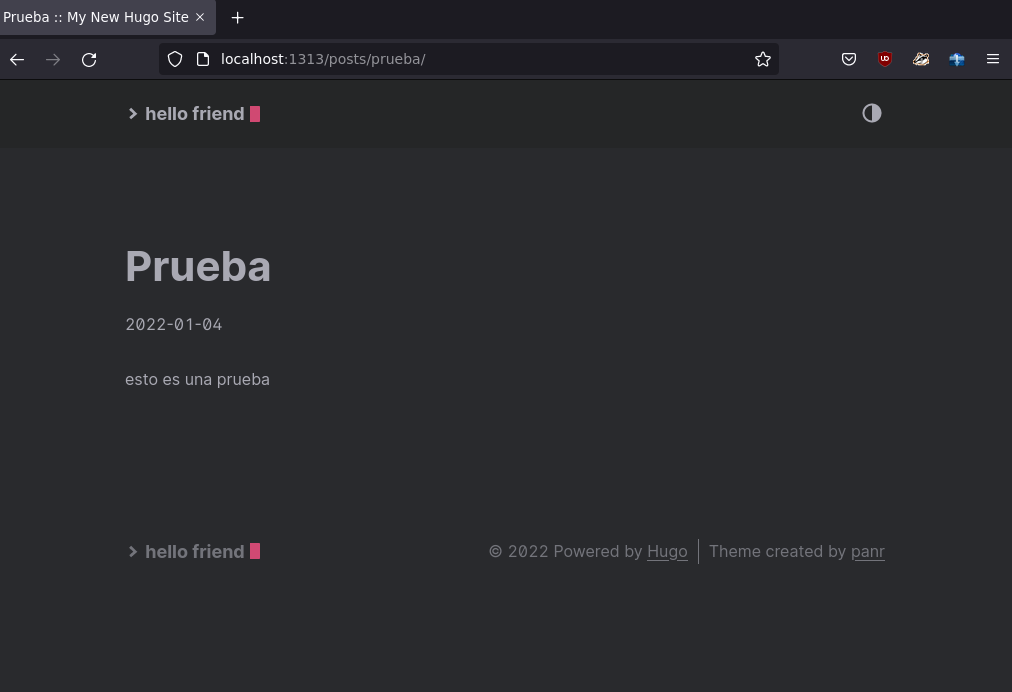 Prueba :: My New Hugo Site
localhost:1313/posts/prueba/
hello friend
Prueba
2022-01-04
esto es una prueba
hello friend
© 2022 Powered by Hugo
Theme created by panr